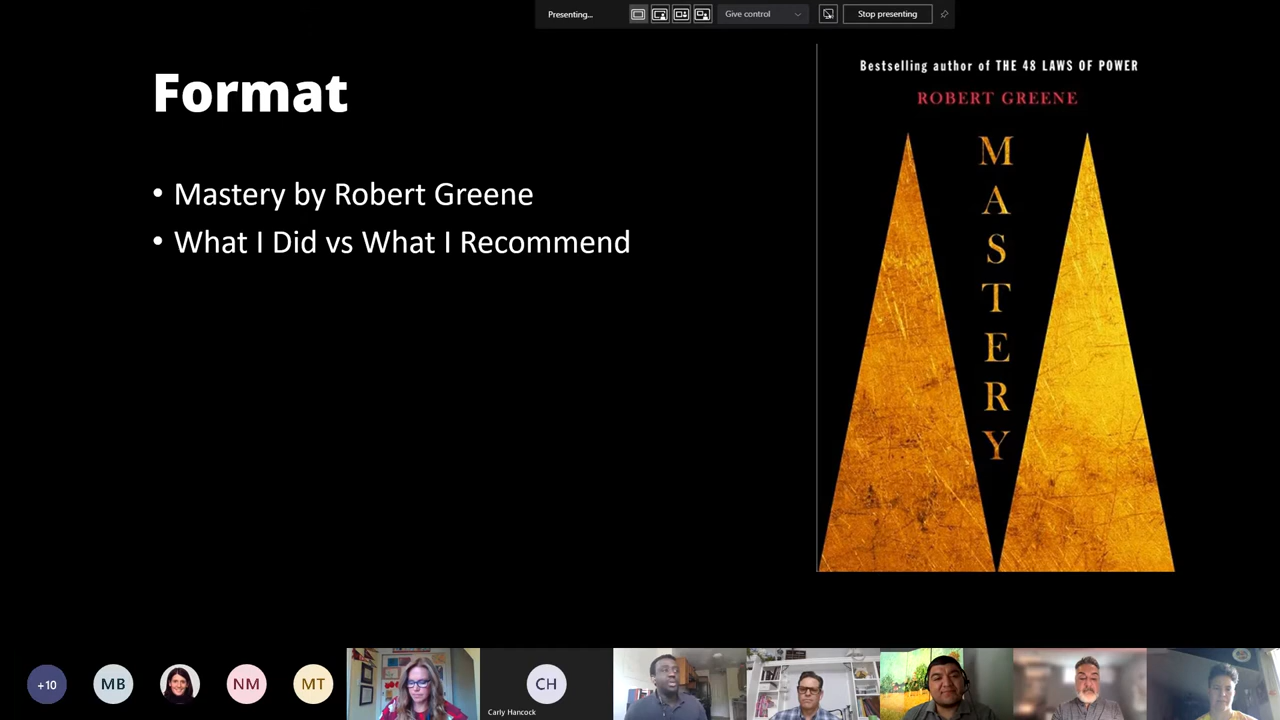 Presenting...
Give control
Stop presenting
Format
• Mastery by Robert Greene
• What I Did vs What I Recommend
Bestselling author of THE 48 LAWS OF POWER
ROBERT GREENE
MASTERY
+10
MB
NM
MT
CH
Carly Hancock